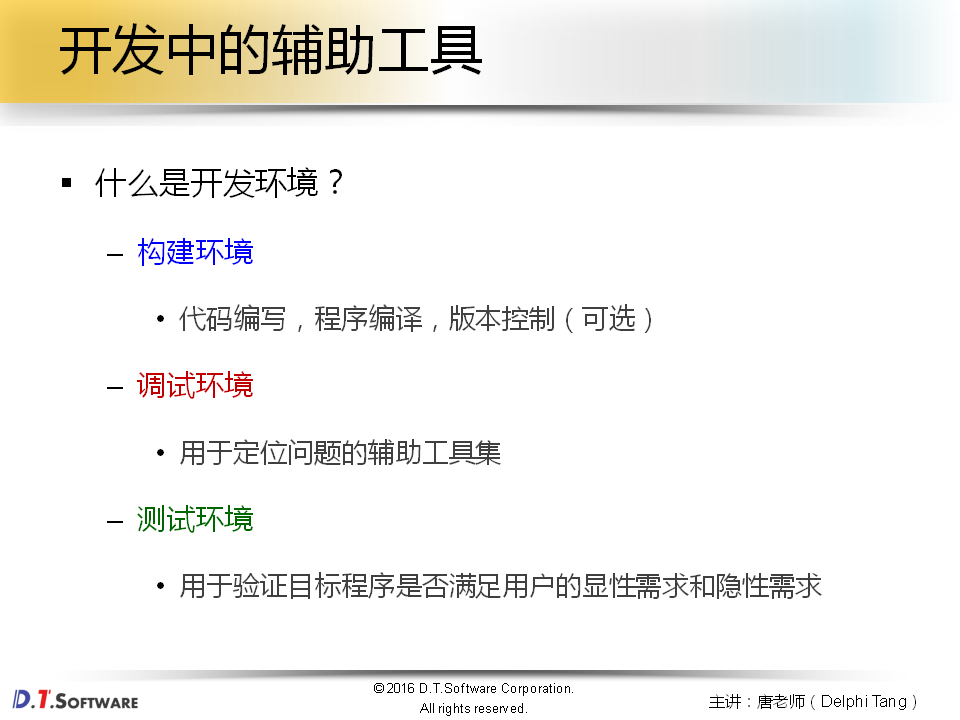 开发中的辅助工具
▪ 什么是开发环境？
– 构建环境
• 代码编写，程序编译，版本控制（可选）
– 调试环境
• 用于定位问题的辅助工具集
– 测试环境
• 用于验证目标程序是否满足用户的显性需求和隐性需求
D.T.SOFTWARE
©2016 D.T.Software Corporation.
All rights reserved.
主讲：唐老师（Delphi Tang）